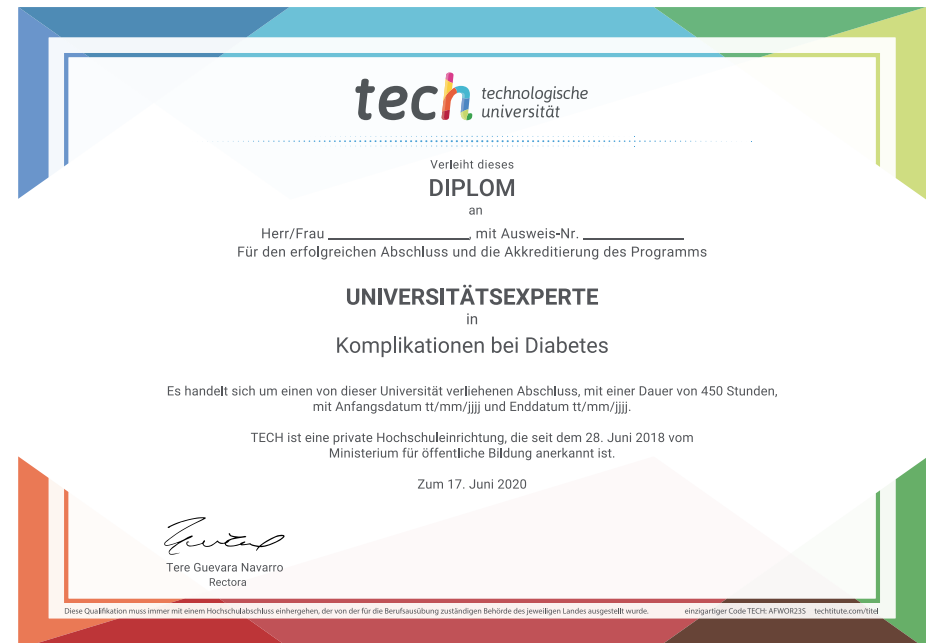 tech technologische
universität
Verleiht dieses
DIPLOM
an
Herr/Frau ____________________, mit Ausweis-Nr. ______________
Für den erfolgreichen Abschluss und die Akkreditierung des Programms
UNIVERSITÄTSEXPERTE
in
Komplikationen bei Diabetes
Es handelt sich um einen von dieser Universität verliehenen Abschluss, mit einer Dauer von 450 Stunden,
mit Anfangsdatum tt/mm/jjjj und Enddatum tt/mm/jjjj.
TECH ist eine private Hochschuleinrichtung, die seit dem 28. Juni 2018 vom
Ministerium für öffentliche Bildung anerkannt ist.
Zum 17. Juni 2020
Tere Guevara Navarro
Rectora
Diese Qualifikation muss immer mit einem Hochschulabschluss einhergehen, der von der für die Berufsausübung zuständigen Behörde des jeweiligen Landes ausgestellt wurde. einzigartiger Code TECH: AFWOR23S techtitute.com/titel